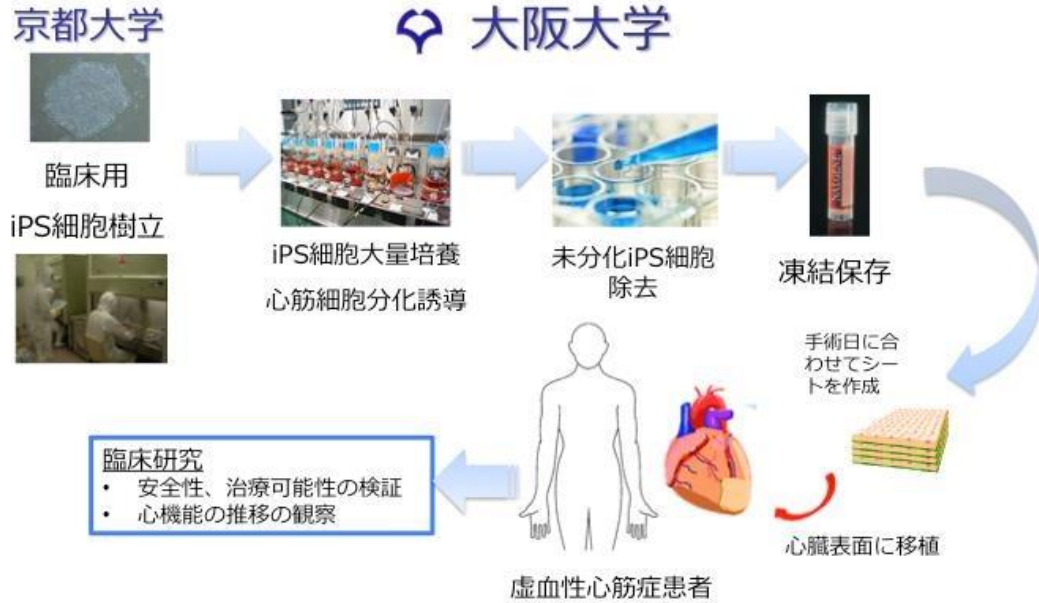 京都大学
大阪大学
臨床用
iPS細胞樹立
iPS細胞大量培養
心筋細胞分化誘導
未分化iPS細胞
除去
凍結保存
手術日に合
わせてシー
トを作成
心臓表面に移植
虚血性心筋症患者
臨床研究
• 安全性、治療可能性の検証
• 心機能の推移の観察